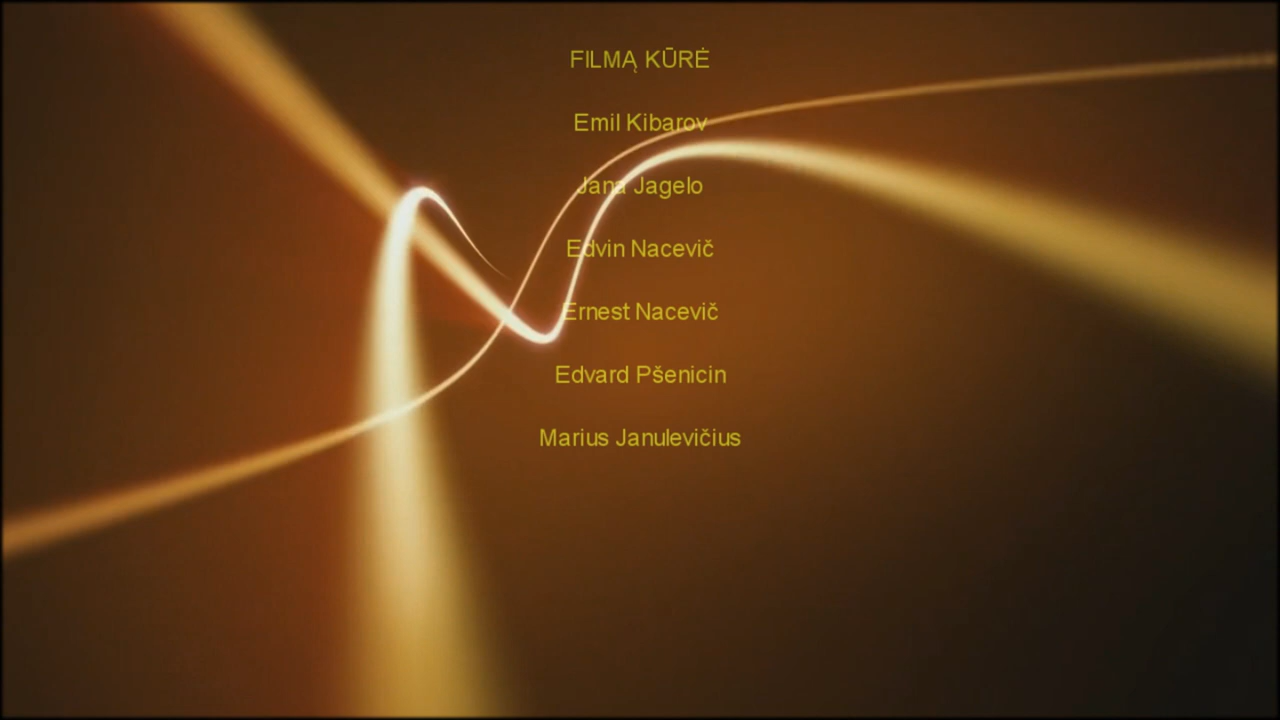 FILMĄ KŪRĖ
Emil Kibarov
Jana Jagelo
Edvin Nacevič
Ernest Nacevič
Edvard Pšenicin
Marius Janulevičius